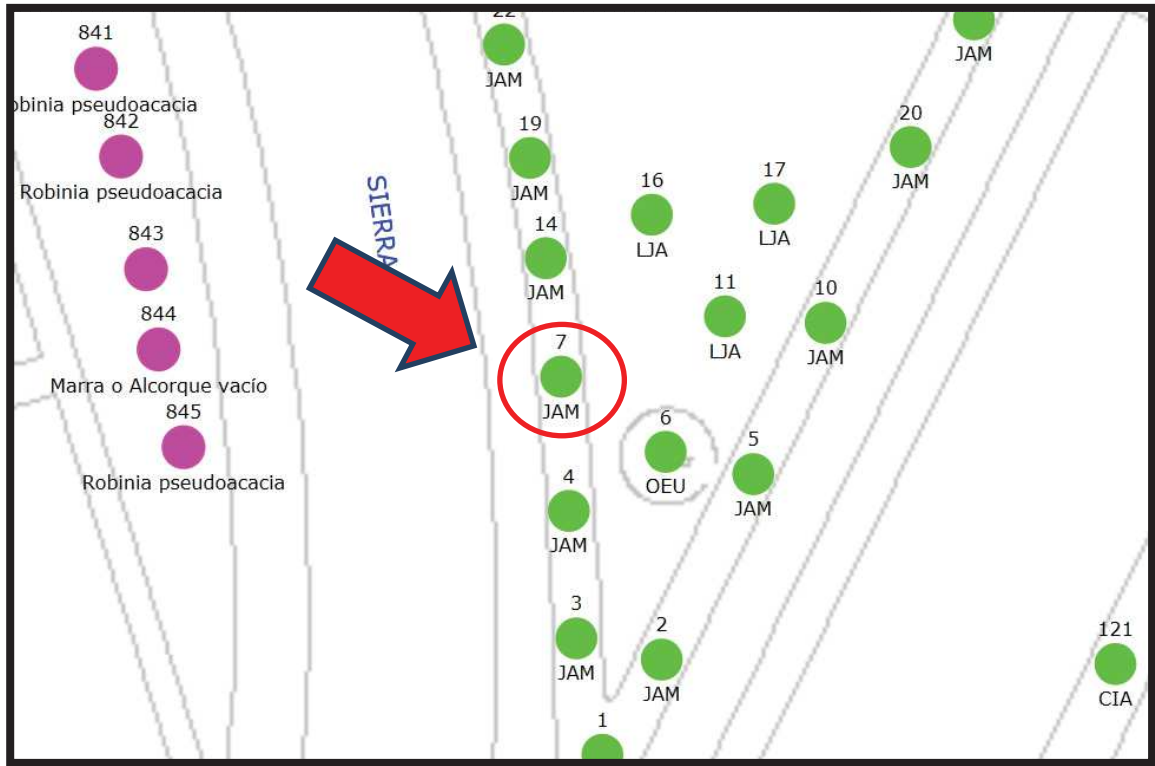 841
obinia pseudoacacia
842
Robinia pseudoacacia
843
844
Marra o Alcorque vacío
845
Robinia pseudoacacia
SIERRA
22
JAM
19
JAM
14
JAM
7
JAM
4
JAM
3
JAM
1
16
LJA
17
LJA
11
LJA
6
OEU
JAM
20
JAM
10
JAM
5
JAM
2
JAM
121
CIA